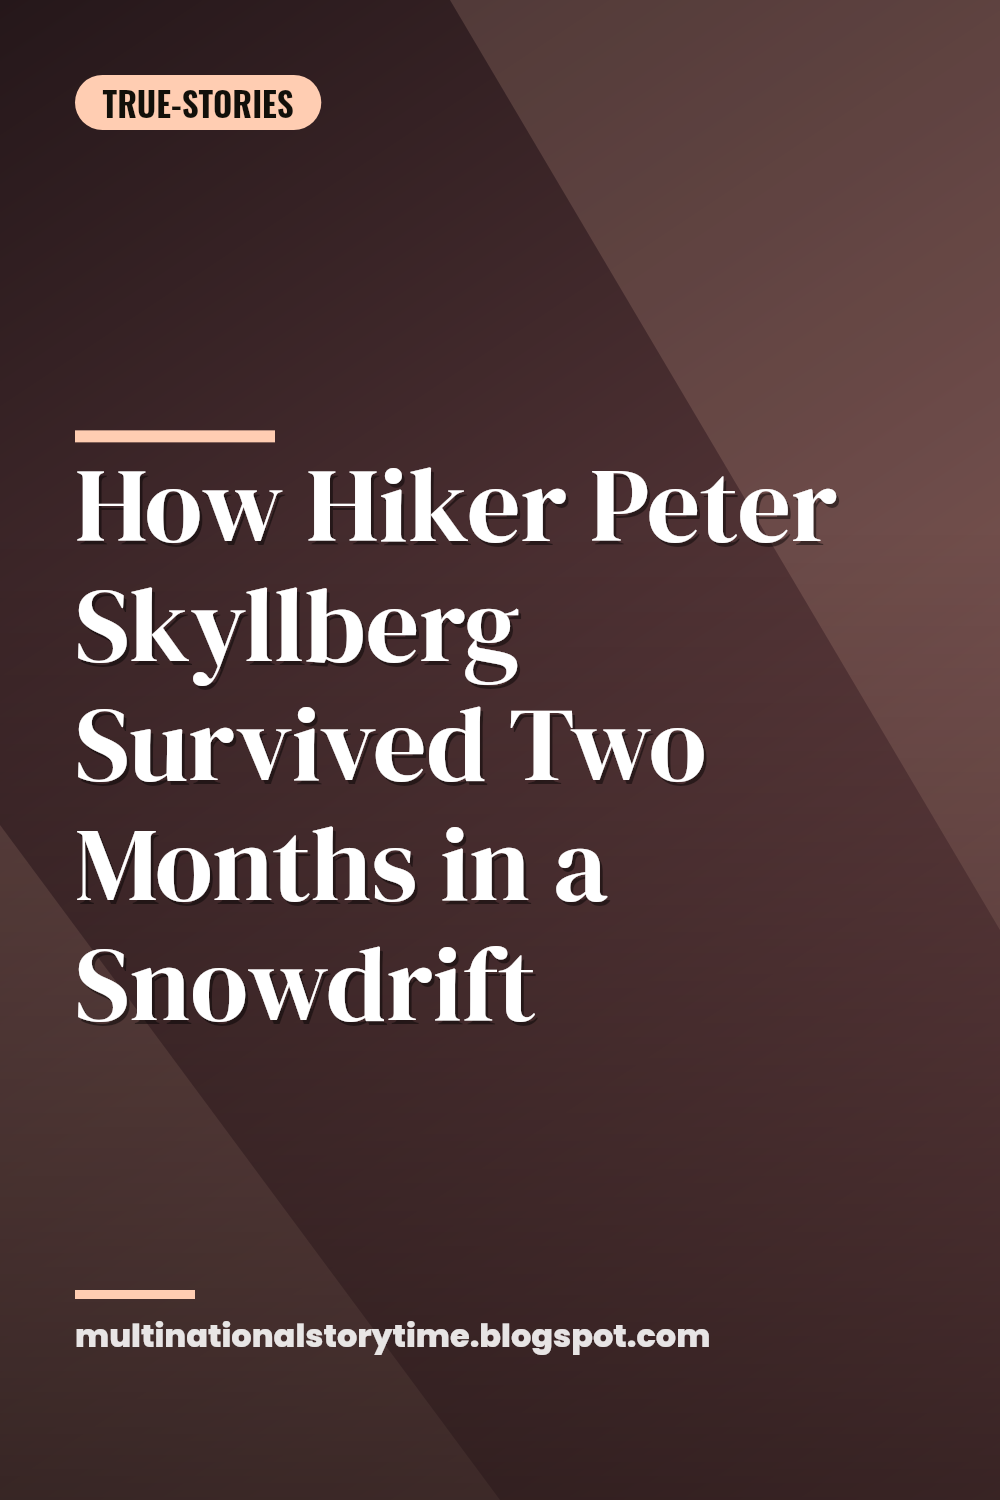 TRUE-STORIES
How Hiker Peter
Skyllberg
Survived Two
Months in a
Snowdrift
multinationalstorytime.blogspot.com